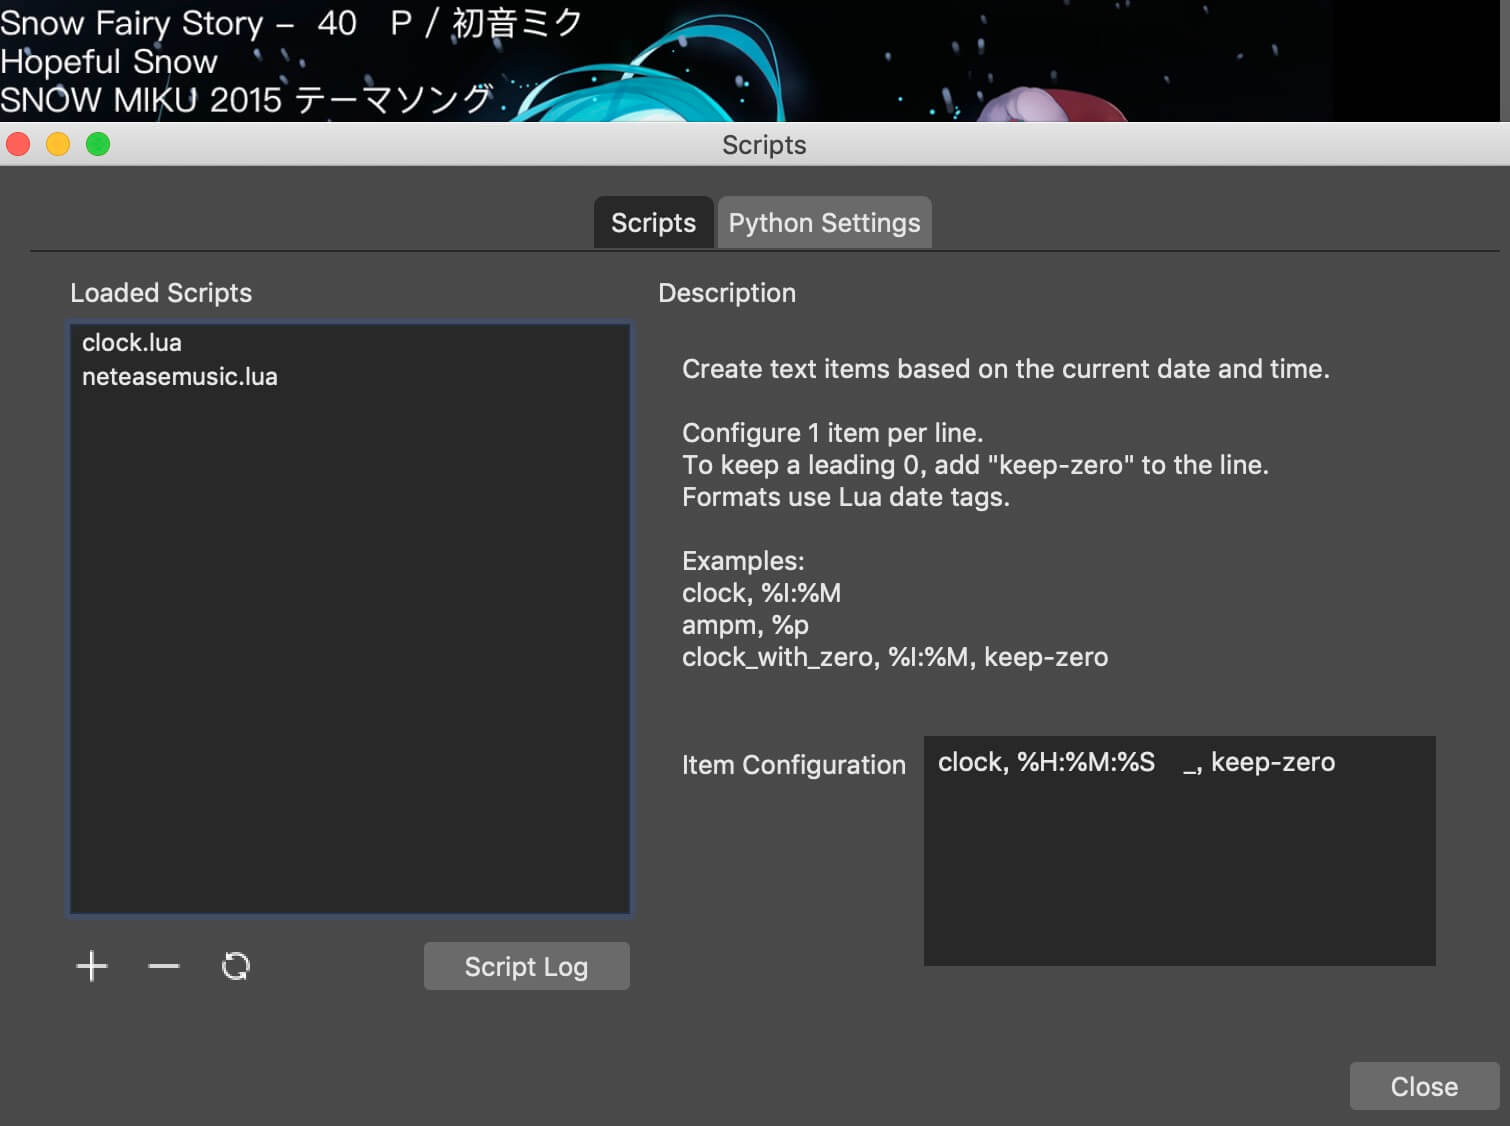 Snow Fairy Story - 40 P / 初音ミク
Hopeful Snow
SNOW MIKU 2015 テーマソング
Scripts
Scripts
Python Settings
Loaded Scripts
clock.lua
neteasemusic.lua
Script Log
Description
Create text items based on the current date and time.
Configure 1 item per line.
To keep a leading 0, add "keep-zero" to the line.
Formats use Lua date tags.
Examples:
clock, %I:%M
ampm, %p
clock_with_zero, %I:%M, keep-zero
Item Configuration
clock, %H:%M:%S _, keep-zero
Close